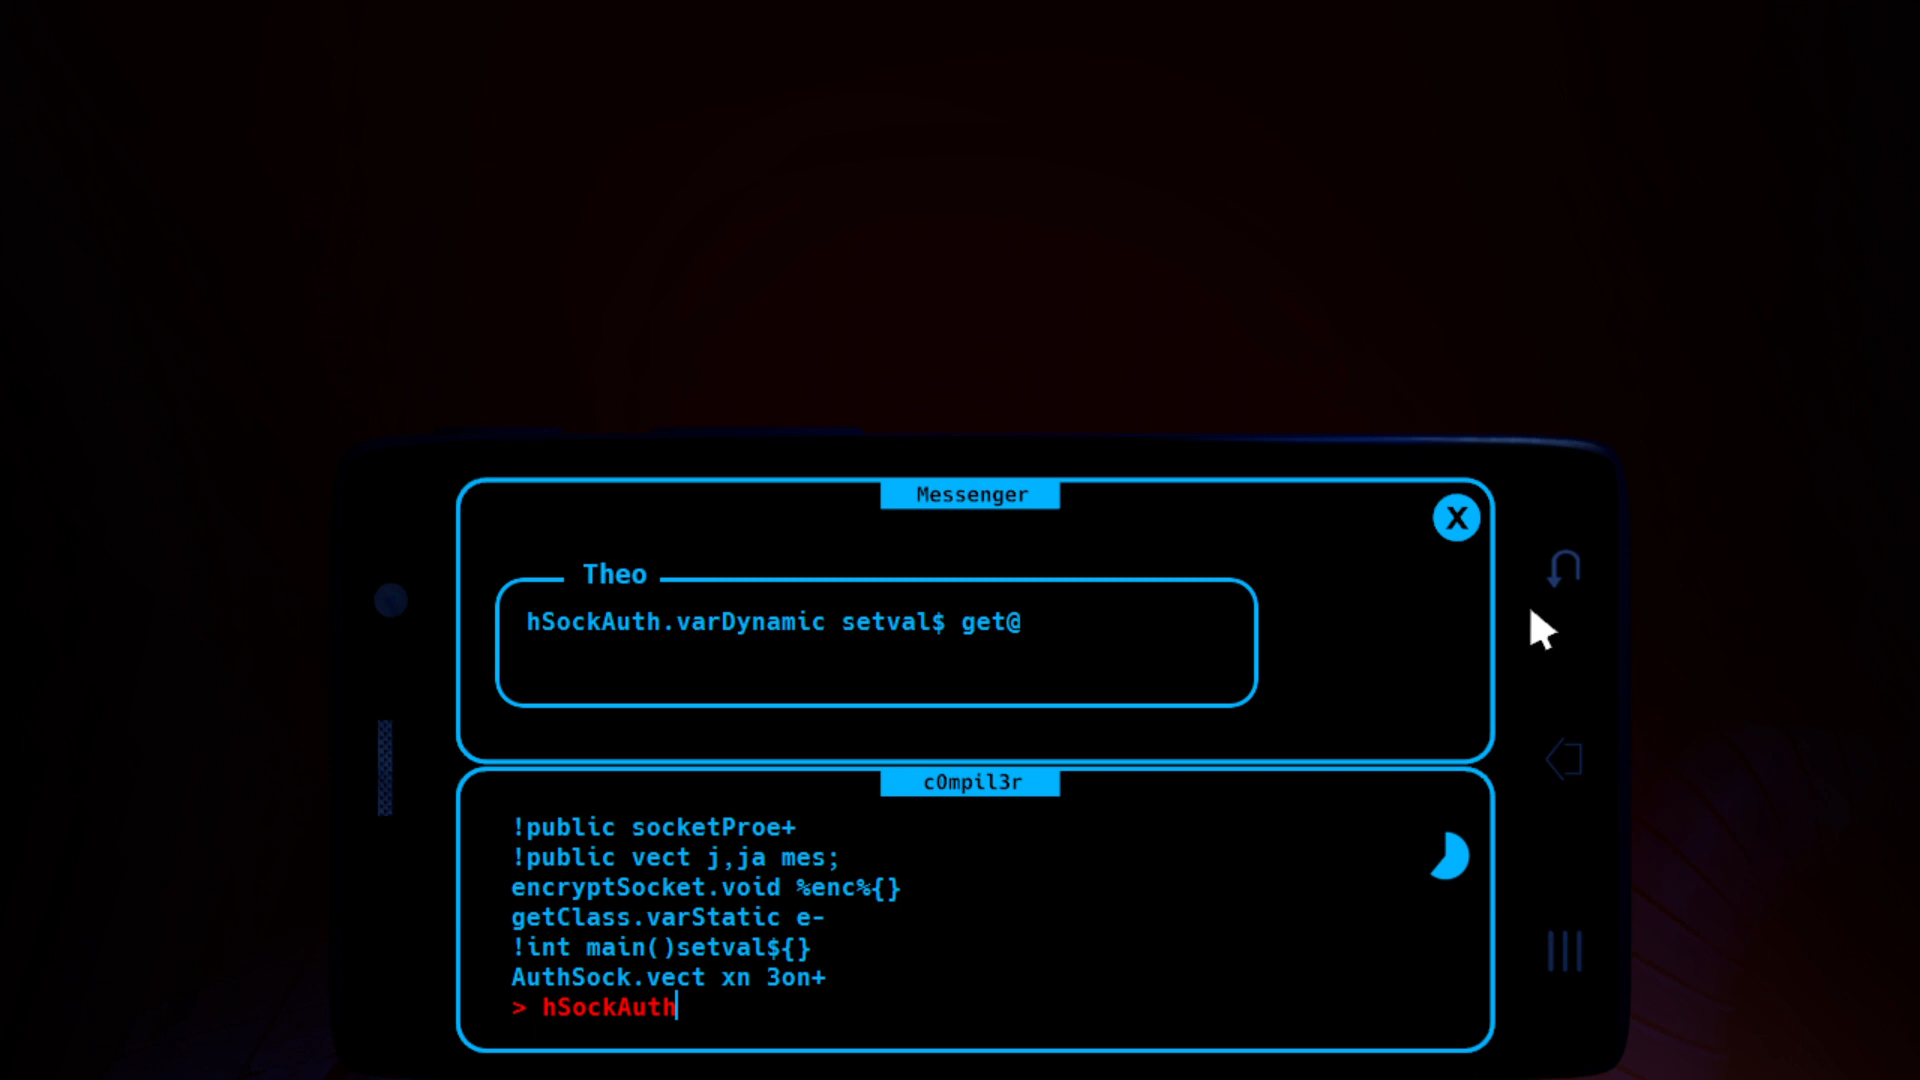 Messenger
X
Theo
hSockAuth.varDynamic setval$ get@
c0mpil3r
!public socketProe+
!public vect j,ja mes;
encryptSocket.void %enc%{}
getClass.varStatic e-
!int main()setval${}
AuthSock.vect xn 3on+
> hSockAuth